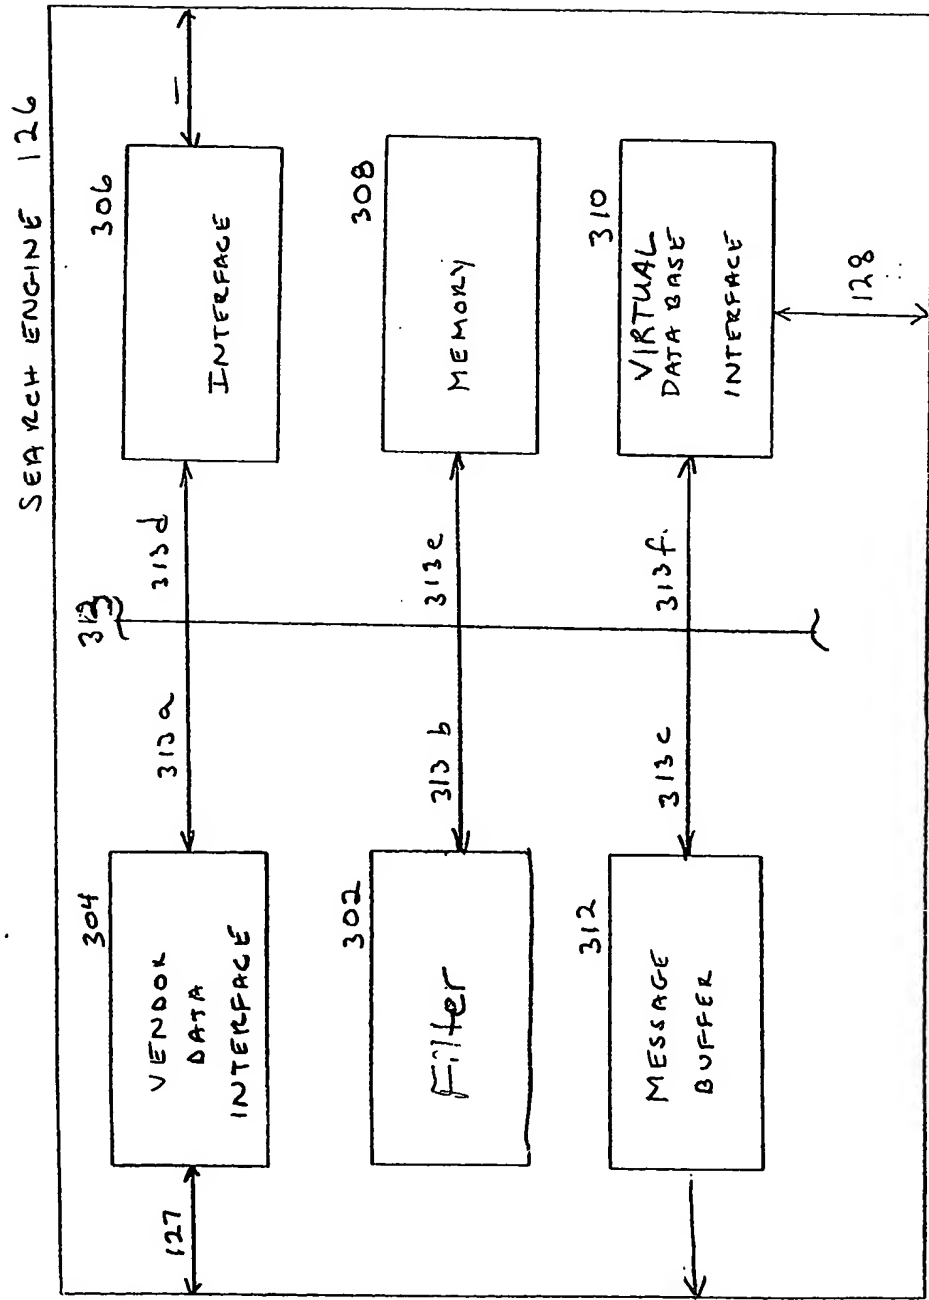 SEARCH ENGINE 126
304
306
127
VENDOR
DATA
INTERFACE
313a
313
313d
INTERFACE
302
308
Filter
313b
313e
MEMORY
312
310
MESSAGE
BUFFER
313c
313f.
VIRTUAL
DATA BASE
INTERFACE
128